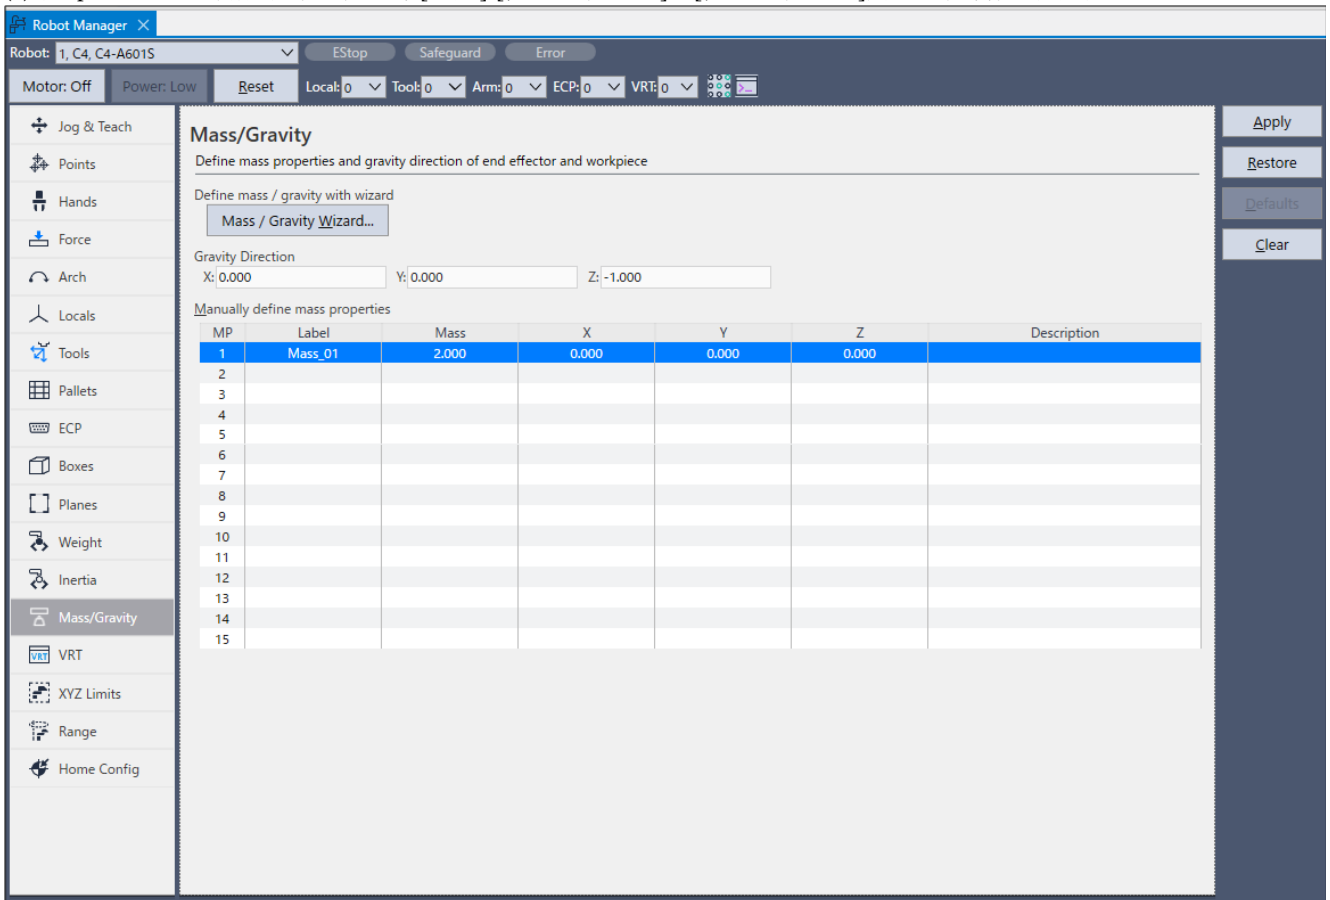 Robot Manager
Robot: 1, C4, C4-A601S EStop Safeguard Error
Motor: Off Power: Low Reset Local: 0 Tool: 0 Arm: 0 ECP: 0 VRT: 0
Jog & Teach
Points
Hands
Force
Arch
Locals
Tools
Pallets
ECP
Boxes
Planes
Weight
Inertia
Mass/Gravity
VRT VRT
XYZ Limits
Range
Home Config
Mass/Gravity
Define mass properties and gravity direction of end effector and workpiece
Define mass / gravity with wizard
Mass / Gravity Wizard...
Gravity Direction
X: 0.000 Y: 0.000 Z: -1.000
Manually define mass properties
MP Label Mass X Y Z Description
1 Mass_01 2.000 0.000 0.000 0.000
2
3
4
5
6
7
8
9
10
11
12
13
14
15
Apply
Restore
Defaults
Clear